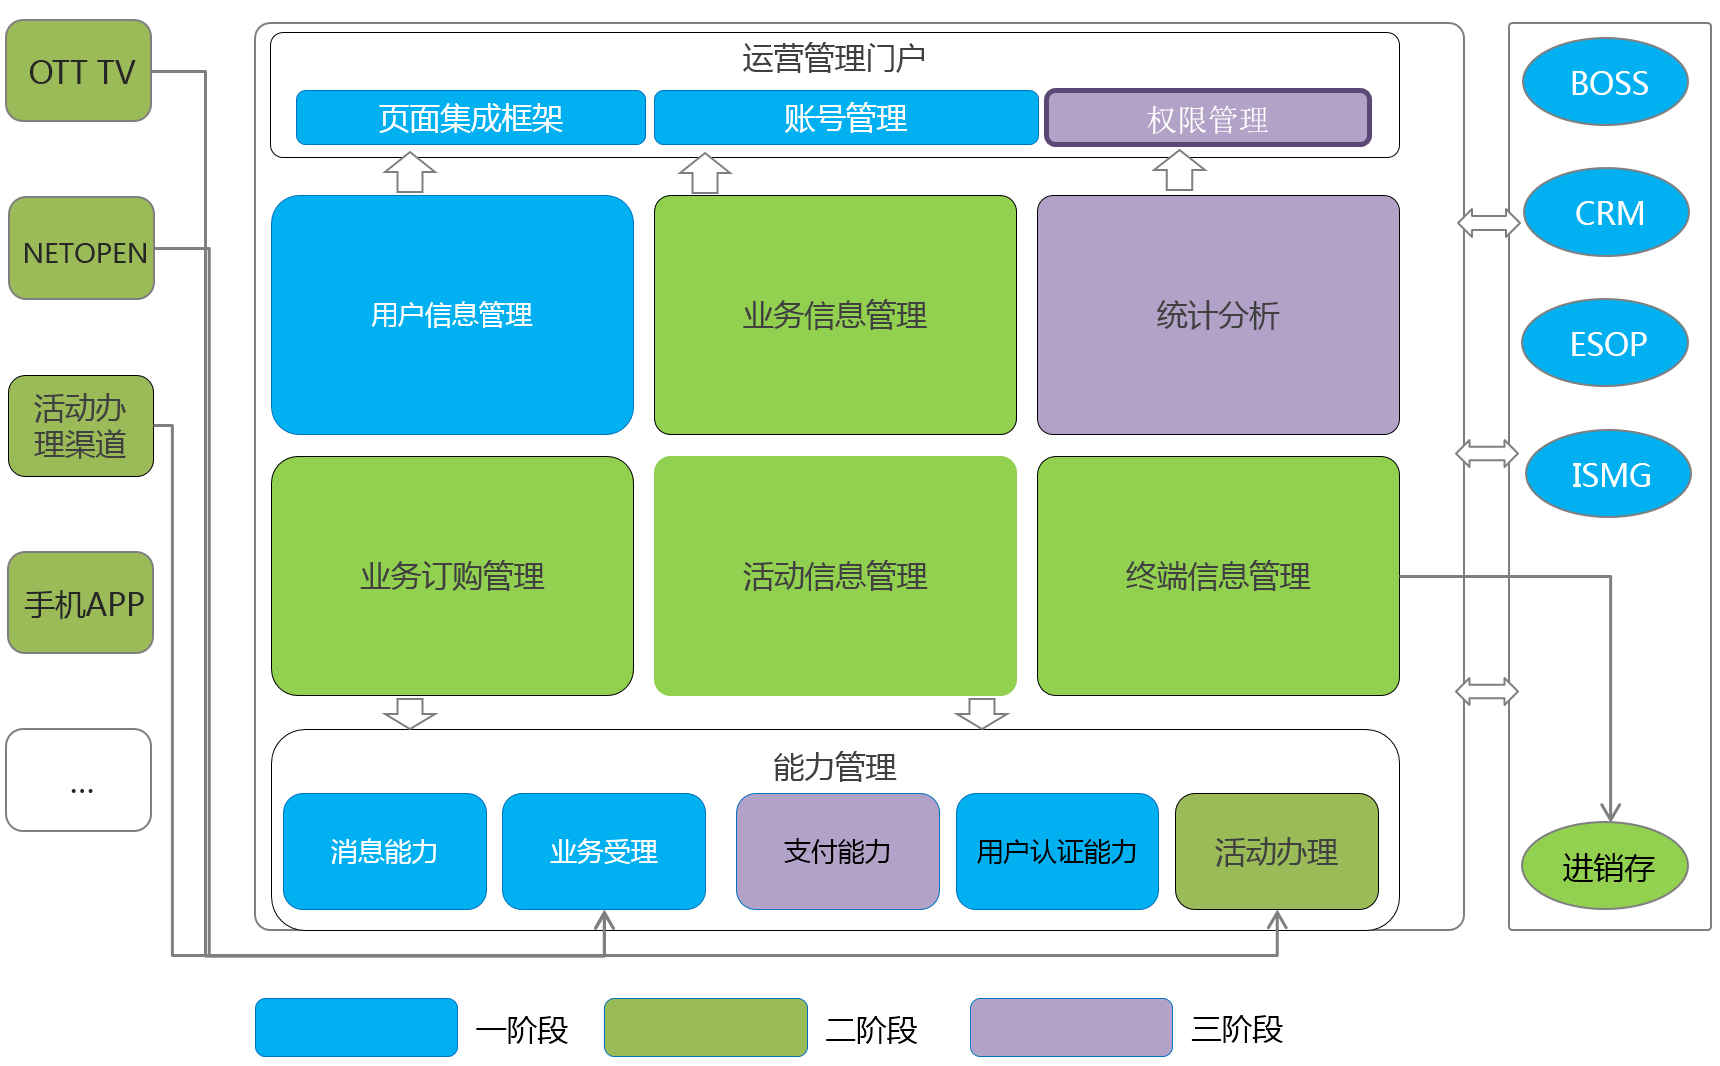 OTT TV
NETOPEN
活动办
理渠道
手机APP
...
运营管理门户
页面集成框架
账号管理
权限管理
用户信息管理
业务信息管理
统计分析
业务订购管理
活动信息管理
终端信息管理
能力管理
消息能力
业务受理
支付能力
用户认证能力
活动办理
BOSS
CRM
ESOP
ISMG
进销存
一阶段
二阶段
三阶段